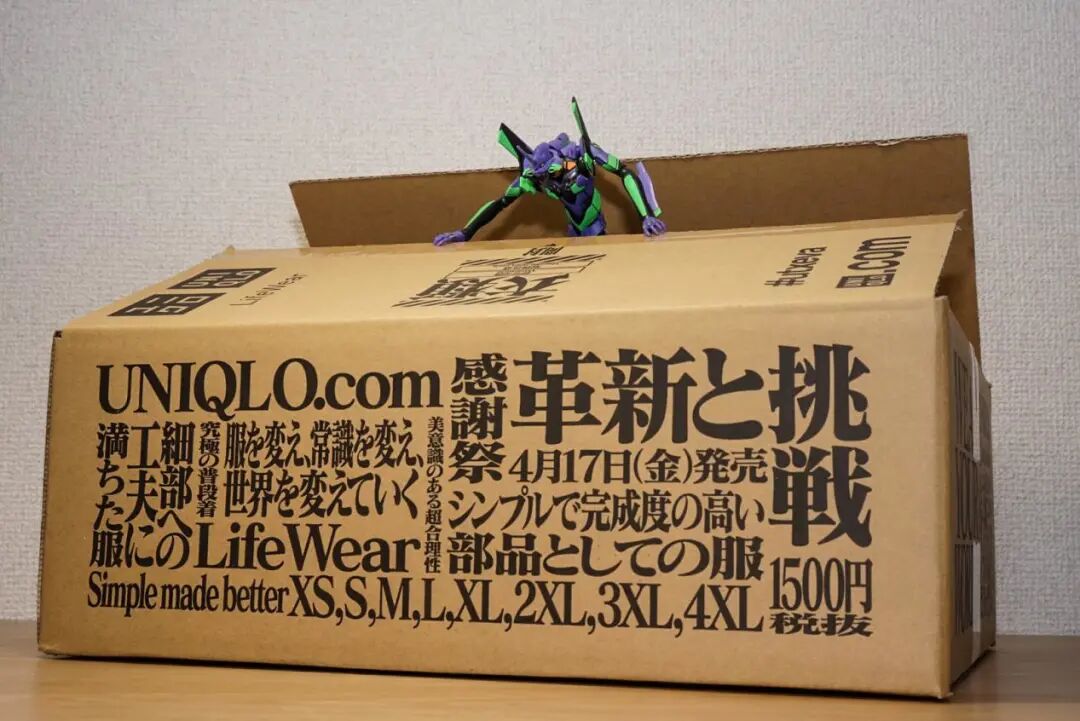 LifeWear
衣類
#utxeva
.com
UNIQLO.com
感謝祭
革新と挑戦
細部への
工夫に
満ちた服
究極の普段着
服を変え、常識を変え、
世界を変えていく
美意識のある超合理性
4月17日(金)発売
シンプルで完成度の高い
部品としての服
LifeWear
Simple made better
XS,S,M,L,XL,2XL,3XL,4XL
1500円
税抜